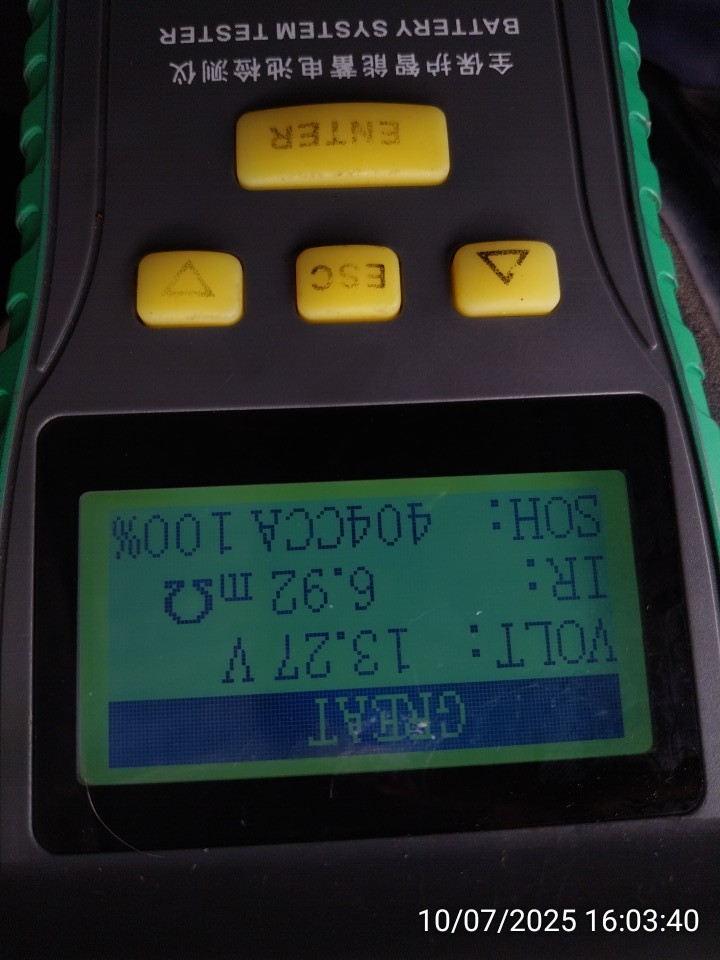 GREAT
VOLT: 13.27 V
IR: 6.92 mΩ
SOH: 404CCA 100%
ESC
ENTER
全保护智能蓄电池检测仪
BATTERY SYSTEM TESTER
10/07/2025 16:03:40